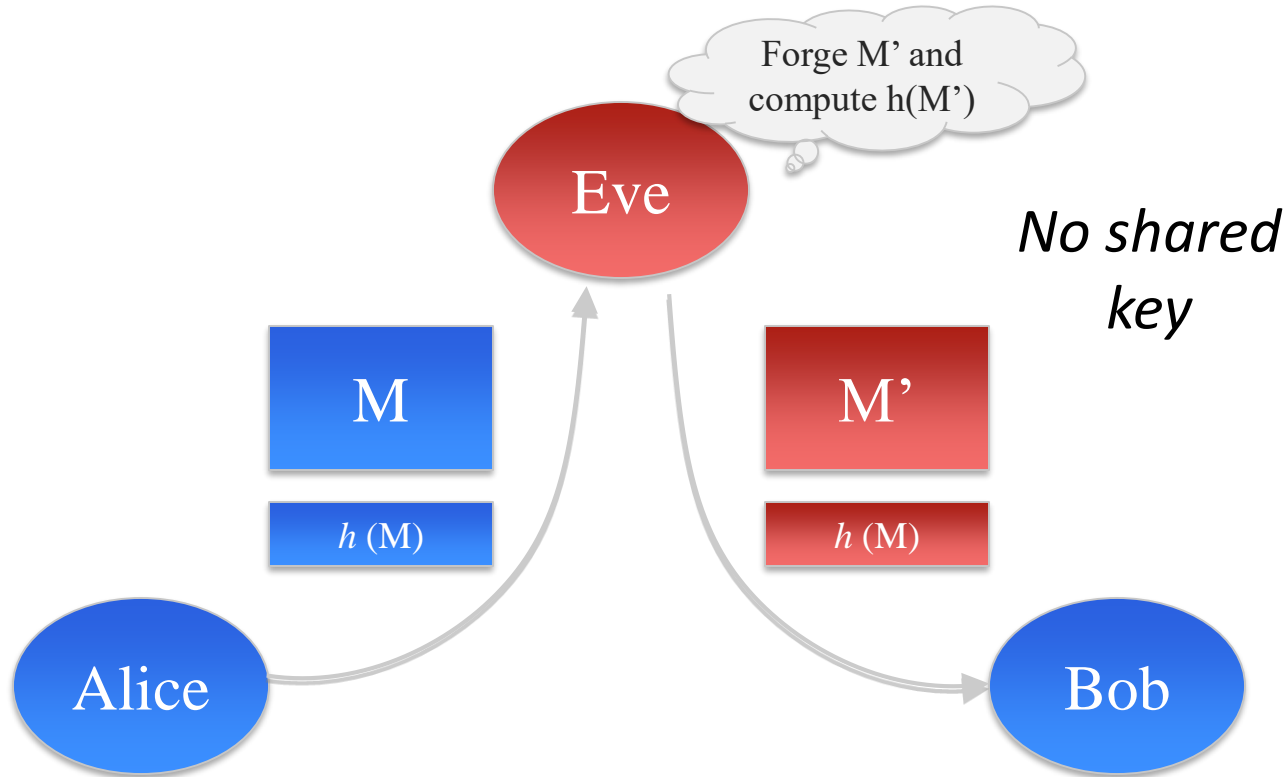 Forge M’ and
compute h(M’)
Eve
No shared
key
M
M’
h (M)
h (M)
Alice
Bob